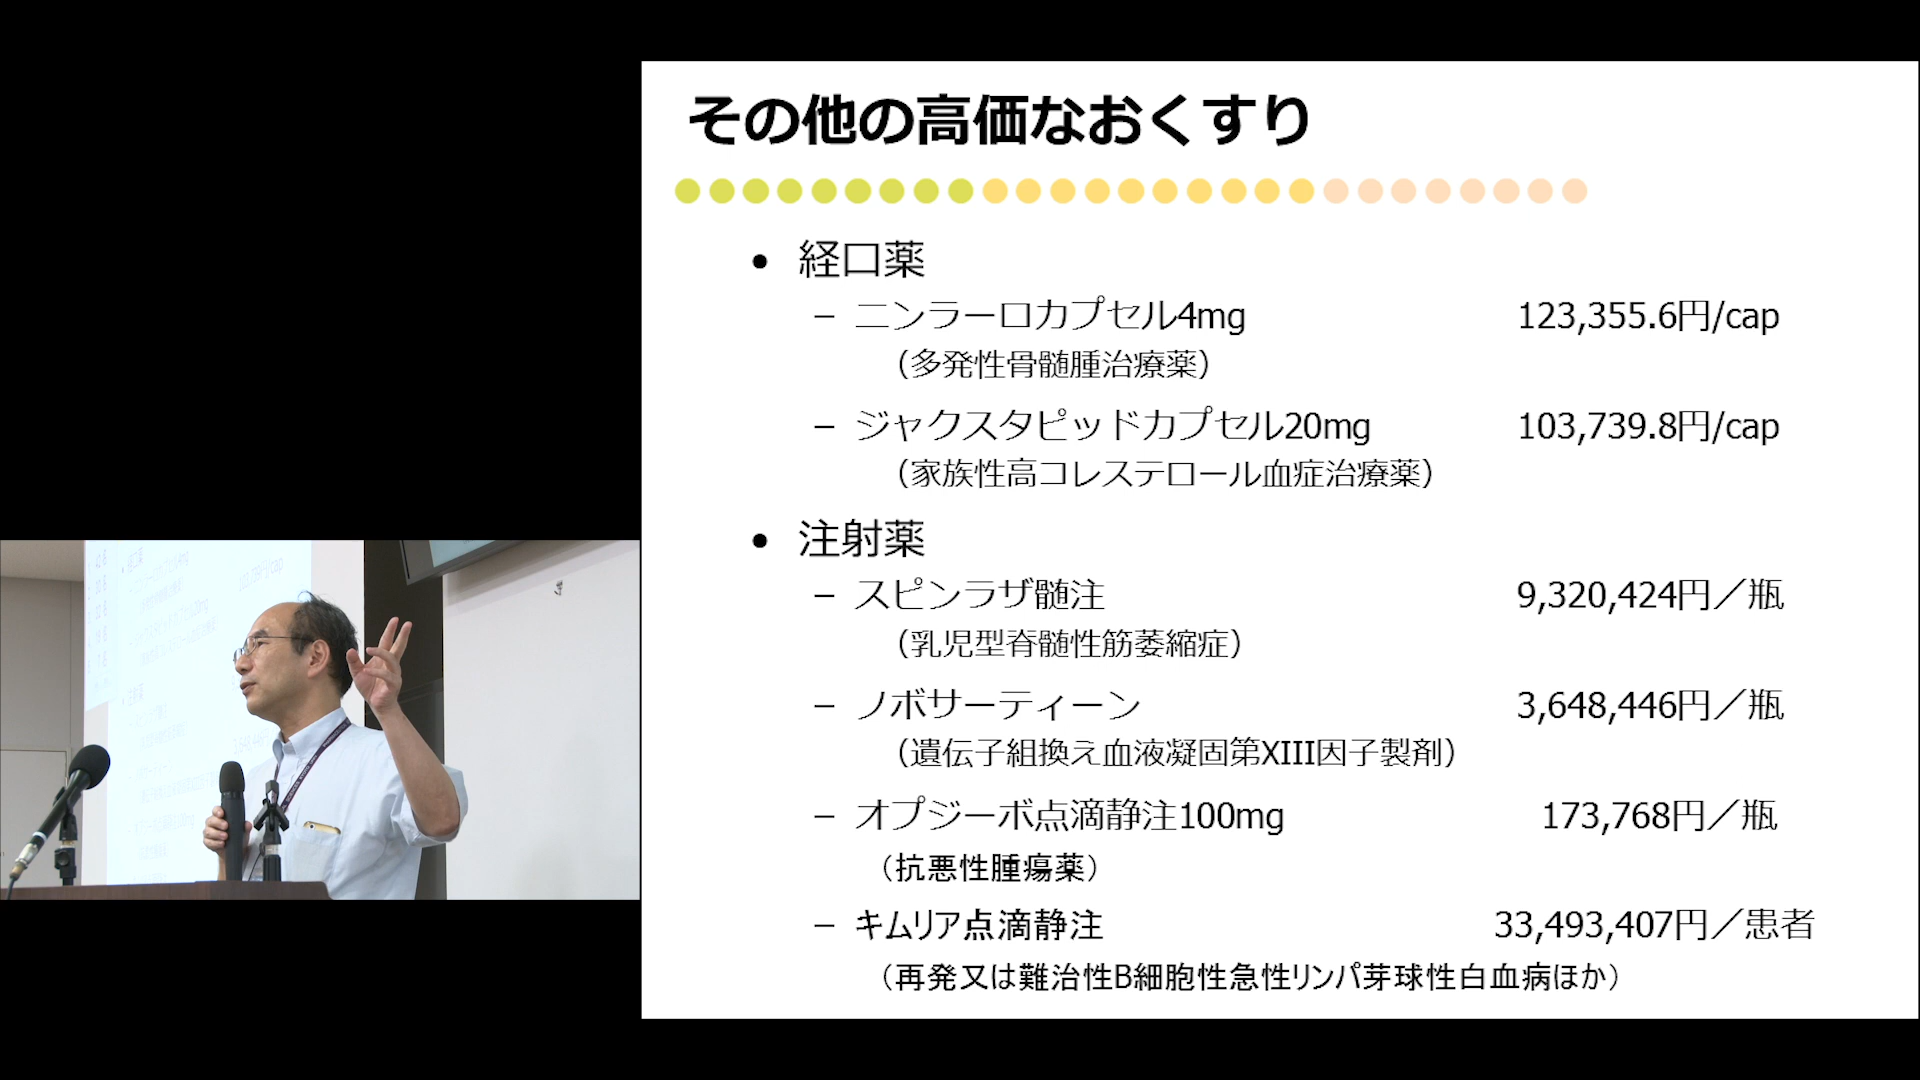 その他の高価なおくすり
• 経口薬
– ニンラーロカプセル4mg 123,355.6円/cap
（多発性骨髄腫治療薬）
– ジャクスタピッドカプセル20mg 103,739.8円/cap
（家族性高コレステロール血症治療薬）
• 注射薬
– スピンラザ髄注 9,320,424円／瓶
（乳児型脊髄性筋萎縮症）
– ノボサーティーン 3,648,446円／瓶
（遺伝子組換え血液凝固第XIII因子製剤）
– オプジーボ点滴静注100mg 173,768円／瓶
（抗悪性腫瘍薬）
– キムリア点滴静注 33,493,407円／患者
（再発又は難治性B細胞性急性リンパ芽球性白血病ほか）